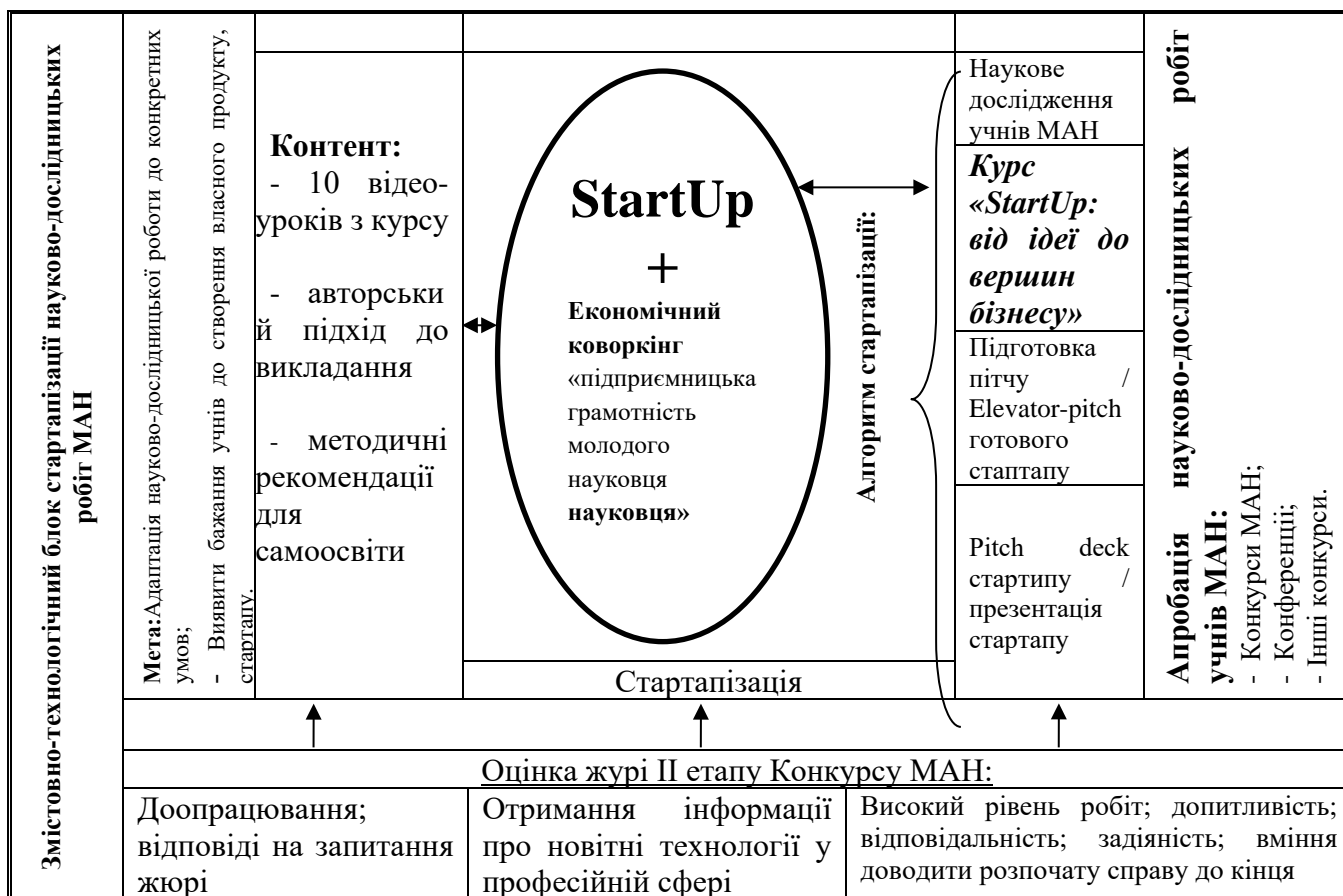 Змістовно-технологічний блок стартапізації науково-дослідницьких
робіт МАН
Мета:Адаптація науково-дослідницької роботи до конкретних
умов;
- Виявити бажання учнів до створення власного продукту,
стартапу.
Контент:
- 10 відео-
уроків з курсу
- авторськи
й підхід до
викладання
- методичні
рекомендації
для
самоосвіти
StartUp
+
Економічний
коворкінг
«підприємницька
грамотність
молодого
науковця
науковця»
Стартапізація
Алгоритм стартапізації:
Наукове
дослідження
учнів МАН
Курс
«StartUp:
від ідеї до
вершин
бізнесу»
Підготовка
пітчу /
Elevator-pitch
готового
стаптапу
Pitch deck
стартипу /
презентація
стартапу
Апробація науково-дослідницьких робіт
учнів МАН:
- Конкурси МАН;
- Конференції;
- Інші конкурси.
Оцінка журі ІІ етапу Конкурсу МАН:
Доопрацювання;
відповіді на запитання
жюрі
Отримання інформації
про новітні технології у
професійній сфері
Високий рівень робіт; допитливість;
відповідальність; задіяність; вміння
доводити розпочату справу до кінця